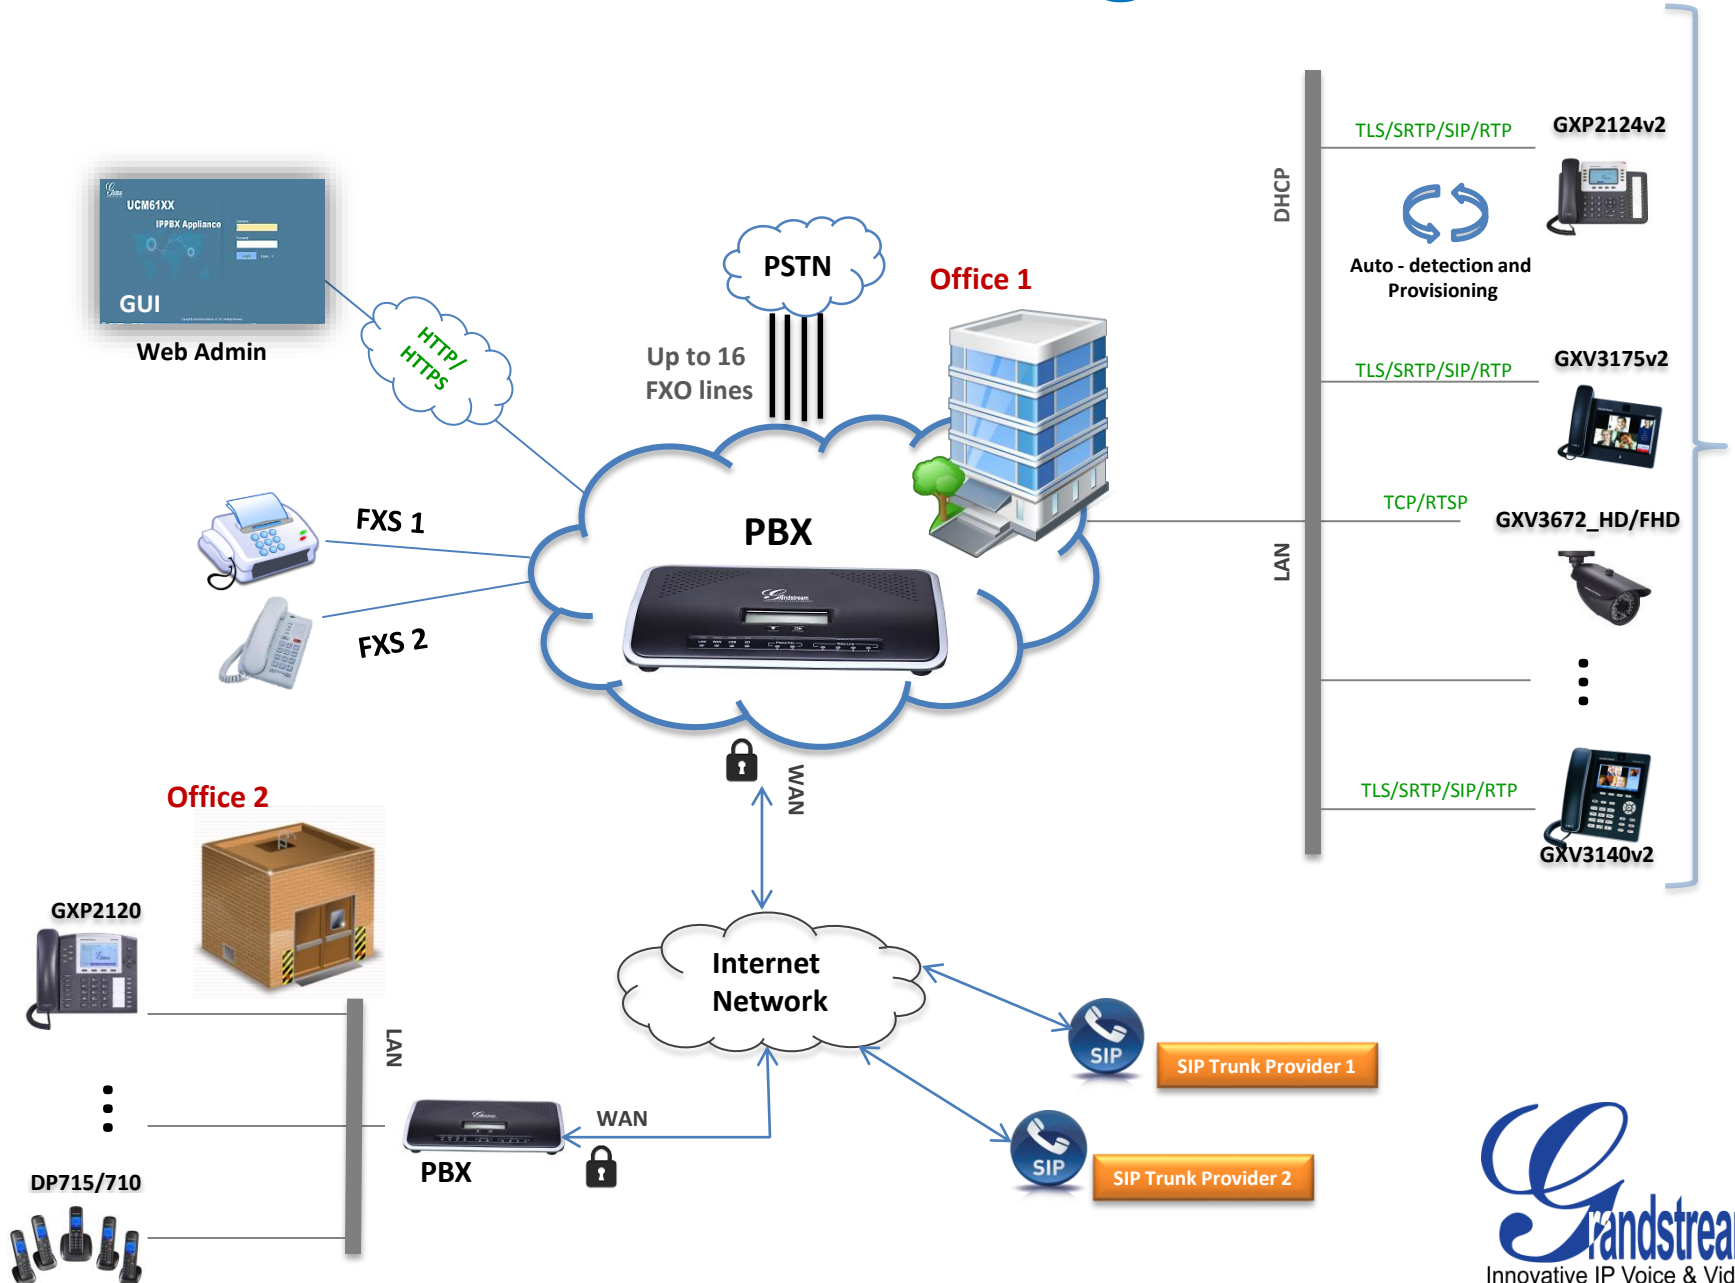 UCM61XX
IPPBX Appliance
GUI
Web Admin
HTTP/
HTTPS
PSTN
Up to 16
FXO lines
Office 1
FXS 1
FXS 2
PBX
Grandstream
DHCP
LAN
TLS/SRTP/SIP/RTP
GXP2124v2
Auto - detection and
Provisioning
TLS/SRTP/SIP/RTP
GXV3175v2
TCP/RTSP
GXV3672_HD/FHD
TLS/SRTP/SIP/RTP
GXV3140v2
WAN
Office 2
GXP2120
LAN
DP715/710
PBX
WAN
Internet
Network
SIP
SIP Trunk Provider 1
SIP
SIP Trunk Provider 2
Grandstrea
Innovative IP Voice & Vid